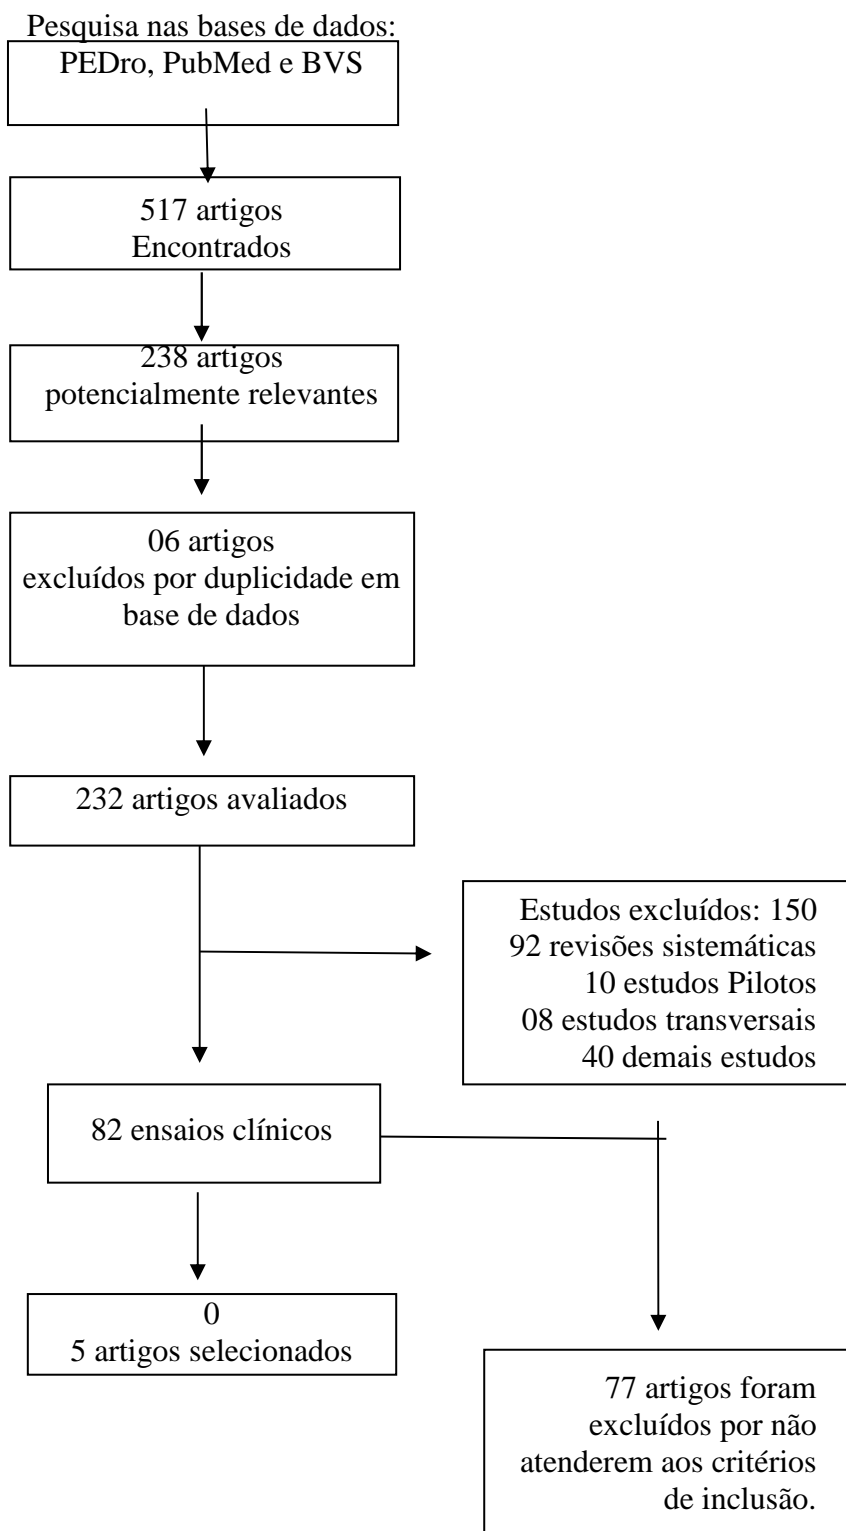 Pesquisa nas bases de dados:
PEDro, PubMed e BVS
517 artigos
Encontrados
238 artigos
potencialmente relevantes
06 artigos
excluídos por duplicidade em
base de dados
232 artigos avaliados
Estudos excluídos: 150
92 revisões sistemáticas
10 estudos Pilotos
08 estudos transversais
40 demais estudos
82 ensaios clínicos
0
5 artigos selecionados
77 artigos foram
excluídos por não
atenderem aos critérios
de inclusão.